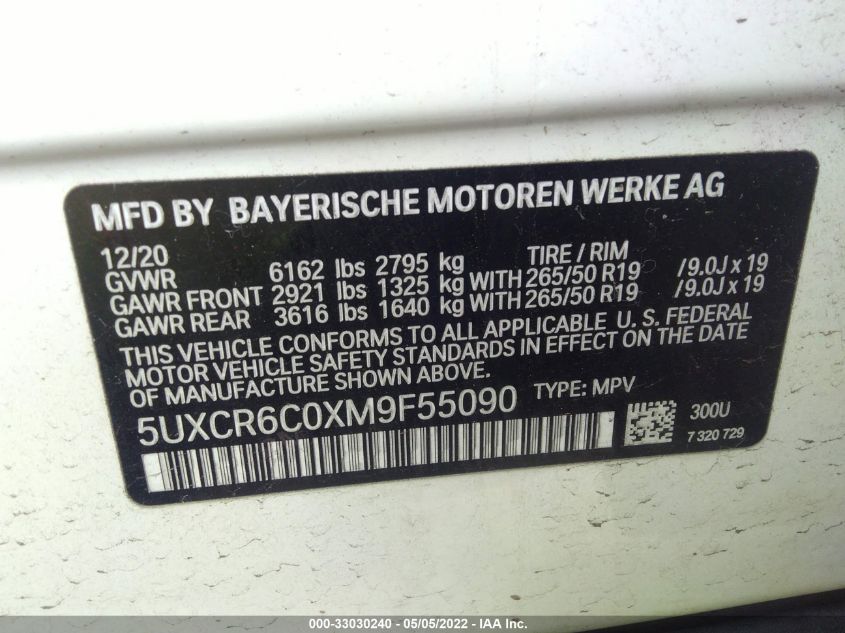 MFD BY BAYERISCHE MOTOREN WERKE AG
12/20 TIRE / RIM
GVWR 6162 lbs 2795 kg
GAWR FRONT 2921 lbs 1325 kg WITH 265/50 R19 /9.0J x 19
GAWR REAR 3616 lbs 1640 kg WITH 265/50 R19 /9.0J x 19
THIS VEHICLE CONFORMS TO ALL APPLICABLE U. S. FEDERAL
MOTOR VEHICLE SAFETY STANDARDS IN EFFECT ON THE DATE
OF MANUFACTURE SHOWN ABOVE.
5UXCR6C0XM9F55090 TYPE: MPV
300U
7 320 729
000-33030240 - 05/05/2022 - IAA Inc.